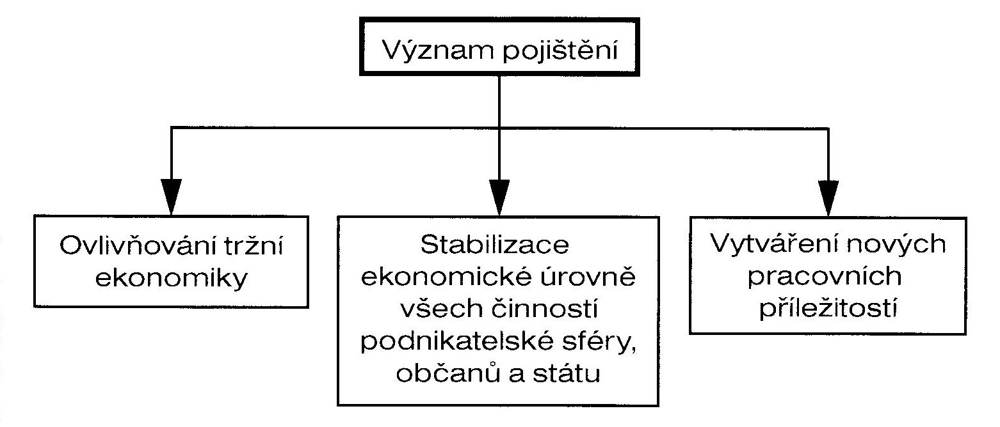 Význam pojištění
Ovlivňování tržní
ekonomiky
Stabilizace
ekonomické úrovně
všech činností
podnikatelské sféry,
občanů a státu
Vytváření nových
pracovních
příležitostí